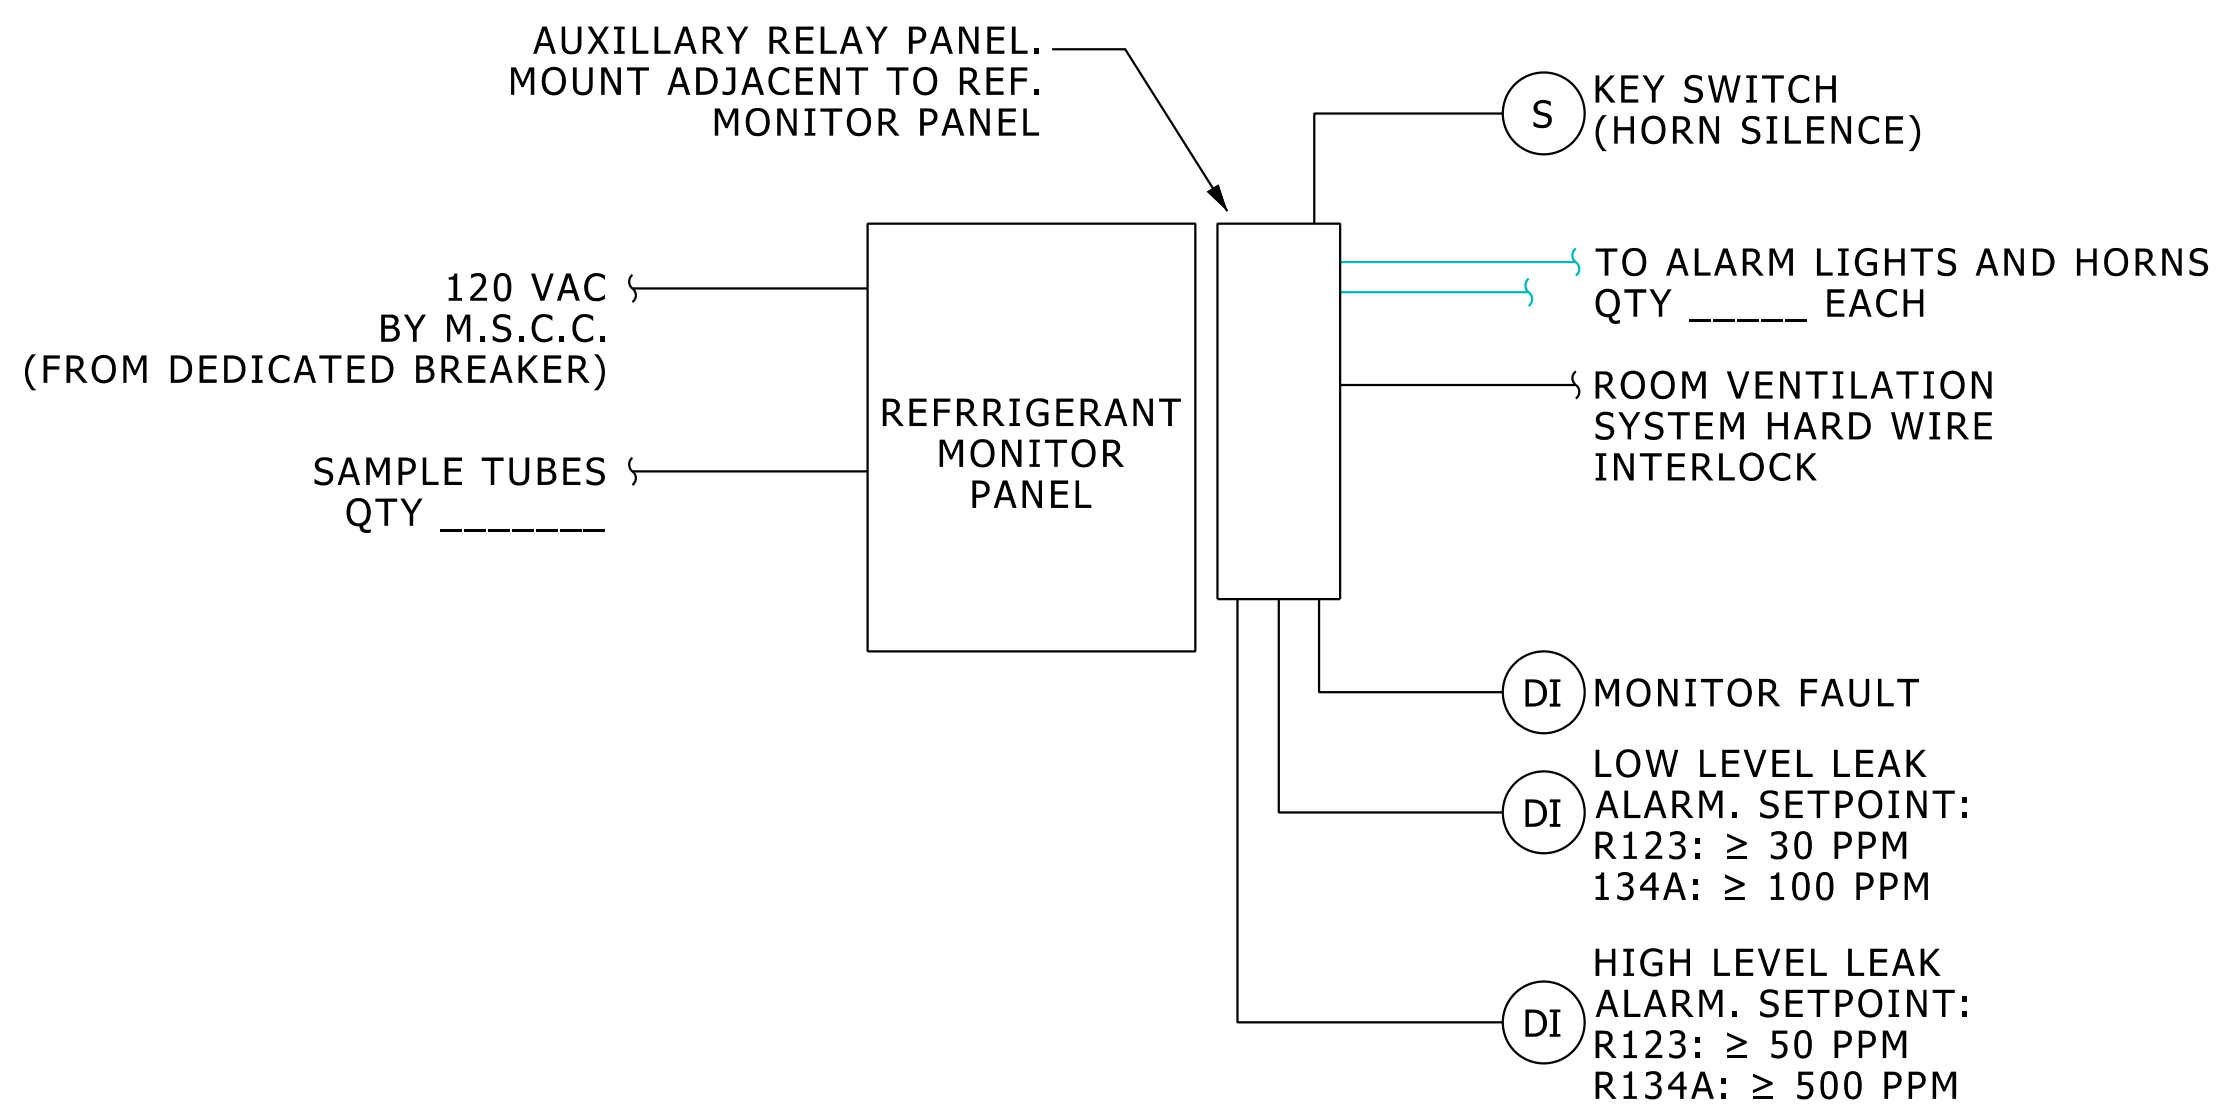 AUXILLARY RELAY PANEL.
MOUNT ADJACENT TO REF.
MONITOR PANEL
S
KEY SWITCH
(HORN SILENCE)
120 VAC
BY M.S.C.C.
(FROM DEDICATED BREAKER)
SAMPLE TUBES
QTY _______
REFRRIGERANT
MONITOR
PANEL
TO ALARM LIGHTS AND HORNS
QTY _____ EACH
ROOM VENTILATION
SYSTEM HARD WIRE
INTERLOCK
DI
MONITOR FAULT
DI
LOW LEVEL LEAK
ALARM. SETPOINT:
R123: ≥ 30 PPM
134A: ≥ 100 PPM
DI
HIGH LEVEL LEAK
ALARM. SETPOINT:
R123: ≥ 50 PPM
R134A: ≥ 500 PPM